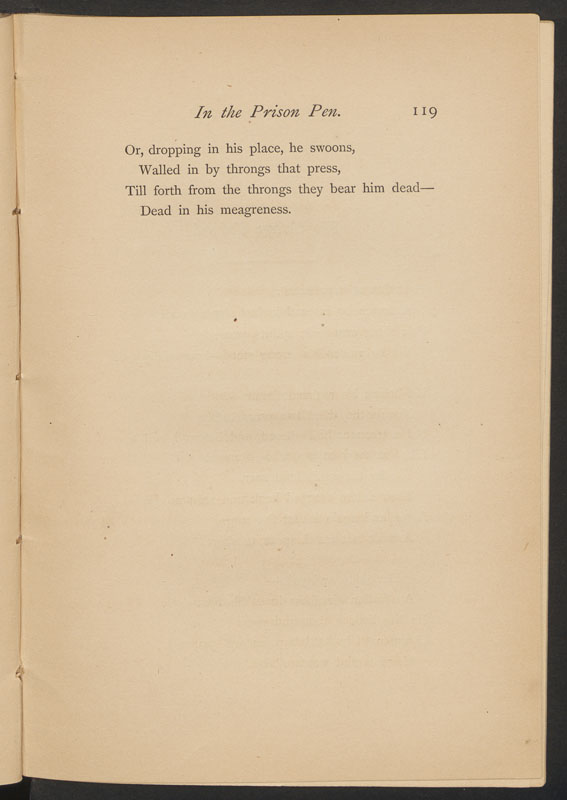 In the Prison Pen. 119
Or, dropping in his place, he swoons,
Walled in by throngs that press,
Till forth from the throngs they bear him dead—
Dead in his meagreness.